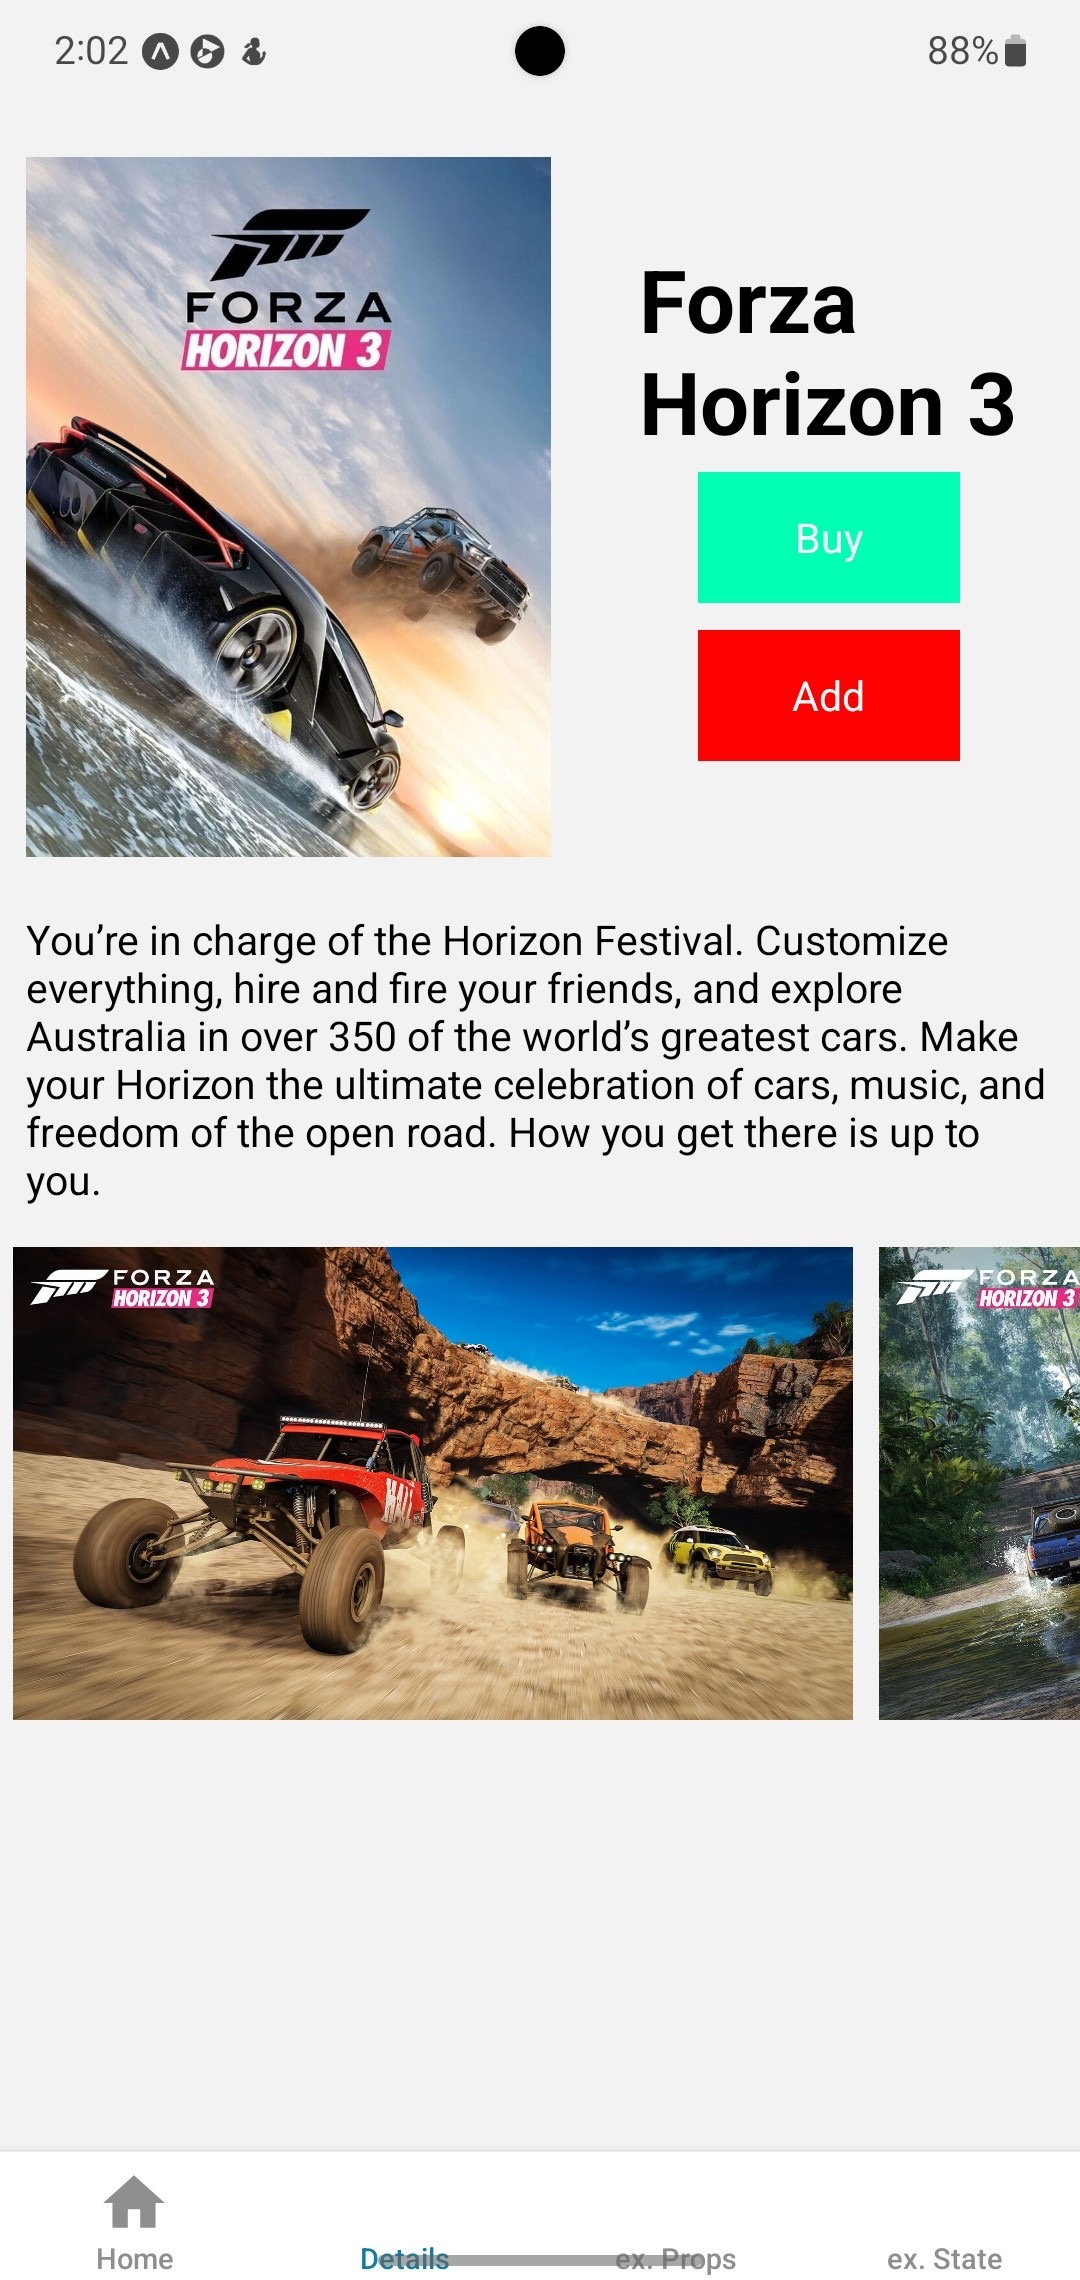 2:02
88%
FORZA
HORIZON 3
Forza
Horizon 3
Buy
Add
You’re in charge of the Horizon Festival. Customize
everything, hire and fire your friends, and explore
Australia in over 350 of the world’s greatest cars. Make
your Horizon the ultimate celebration of cars, music, and
freedom of the open road. How you get there is up to
you.
FORZA
HORIZON 3
HALL
FORZA
HORIZON 3
Home
Details
ex. Props
ex. State